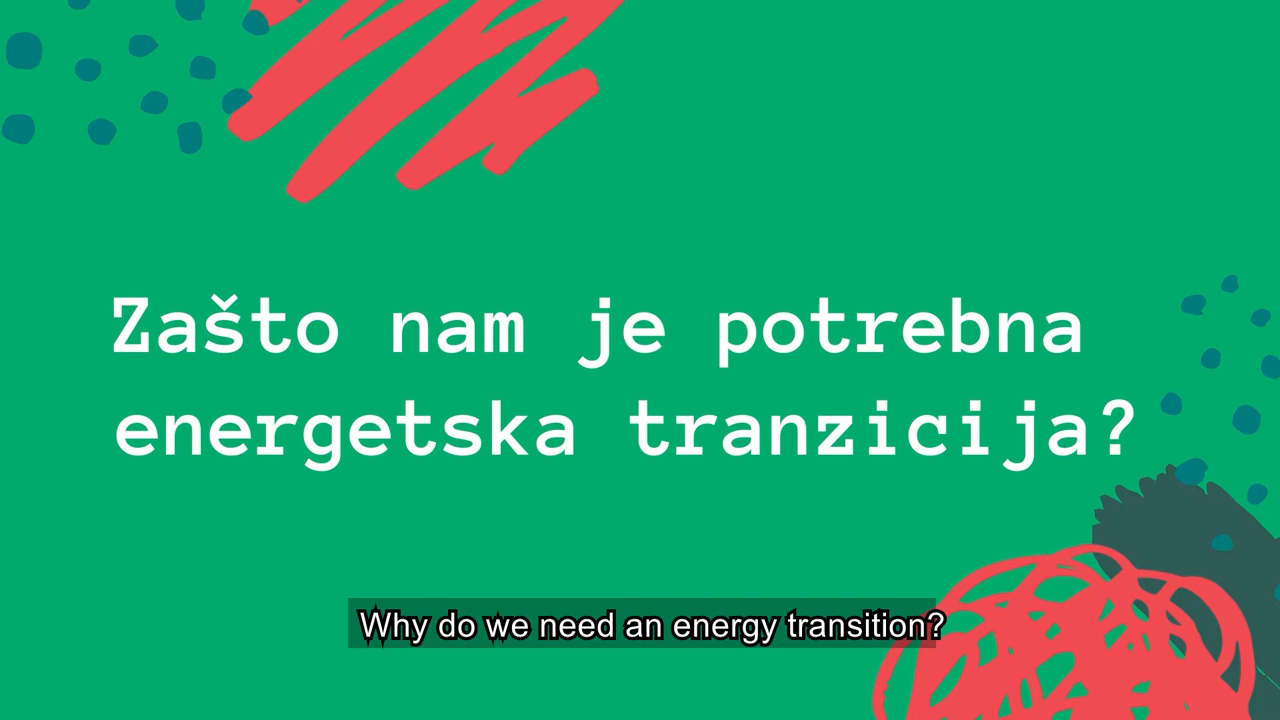 Zašto nam je potrebna
energetska tranzicija?
Why do we need an energy transition?